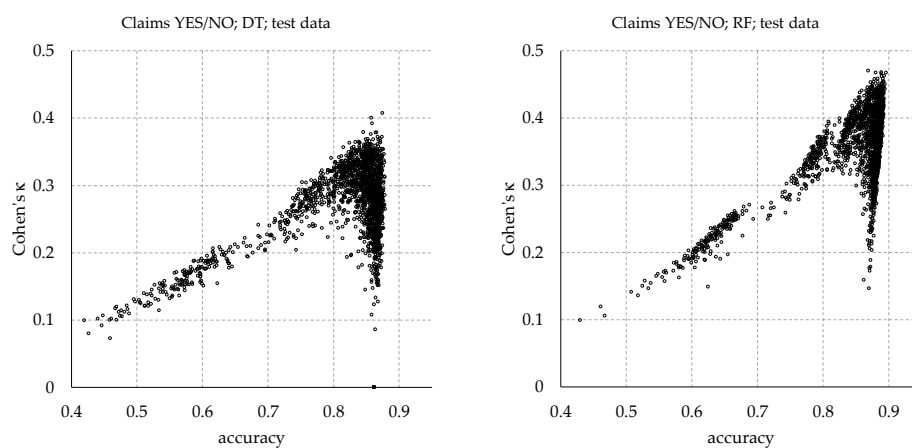 Claims YES/NO; DT; test data
0.5
0.4
0.3
0.2
0.1
0
Cohen's κ
0.4 0.5 0.6 0.7 0.8 0.9
accuracy
Claims YES/NO; RF; test data
0.5
0.4
0.3
0.2
0.1
0
Cohen's κ
0.4 0.5 0.6 0.7 0.8 0.9
accuracy